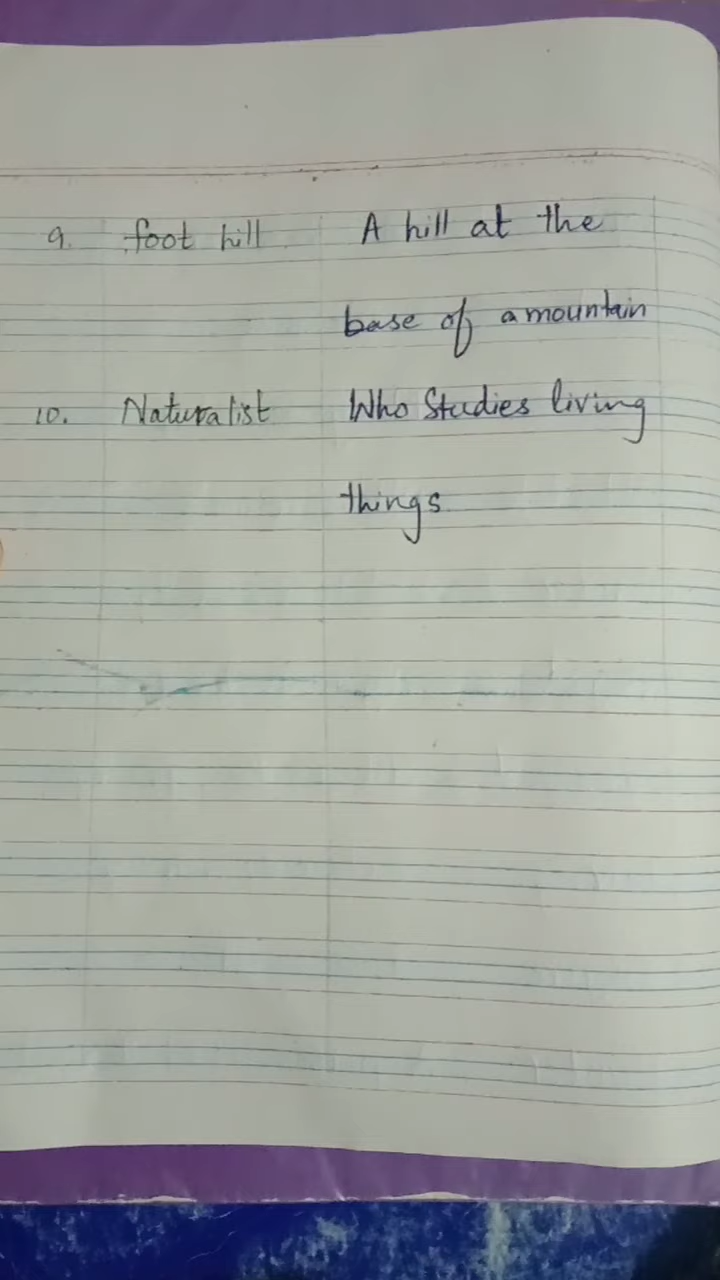 9. foot hill A hill at the
base of a mountain
10. Naturalist Who Studies living
things